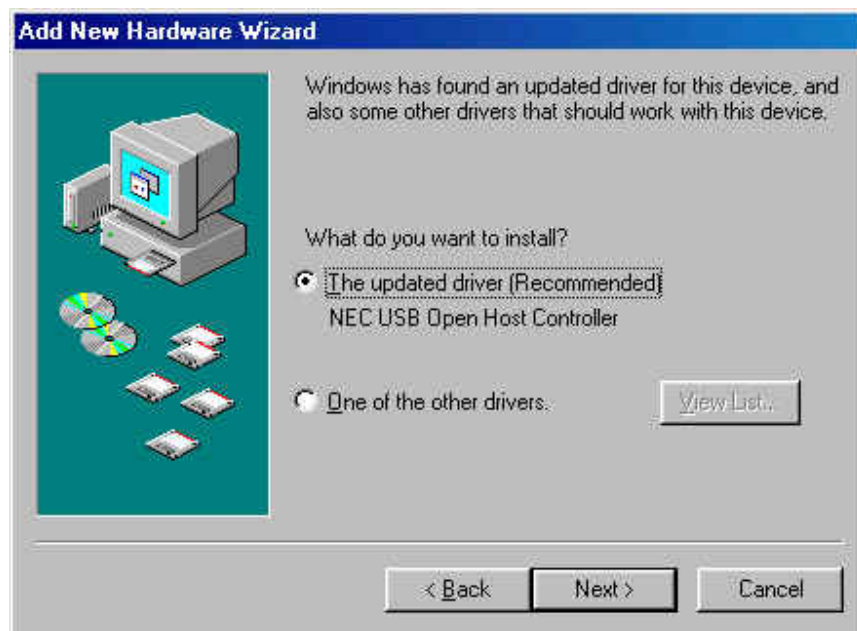 Add New Hardware Wizard
Windows has found an updated driver for this device, and
also some other drivers that should work with this device.
What do you want to install?
The updated driver (Recommended)
NEC USB Open Host Controller
One of the other drivers.
View List..
< Back
Next >
Cancel